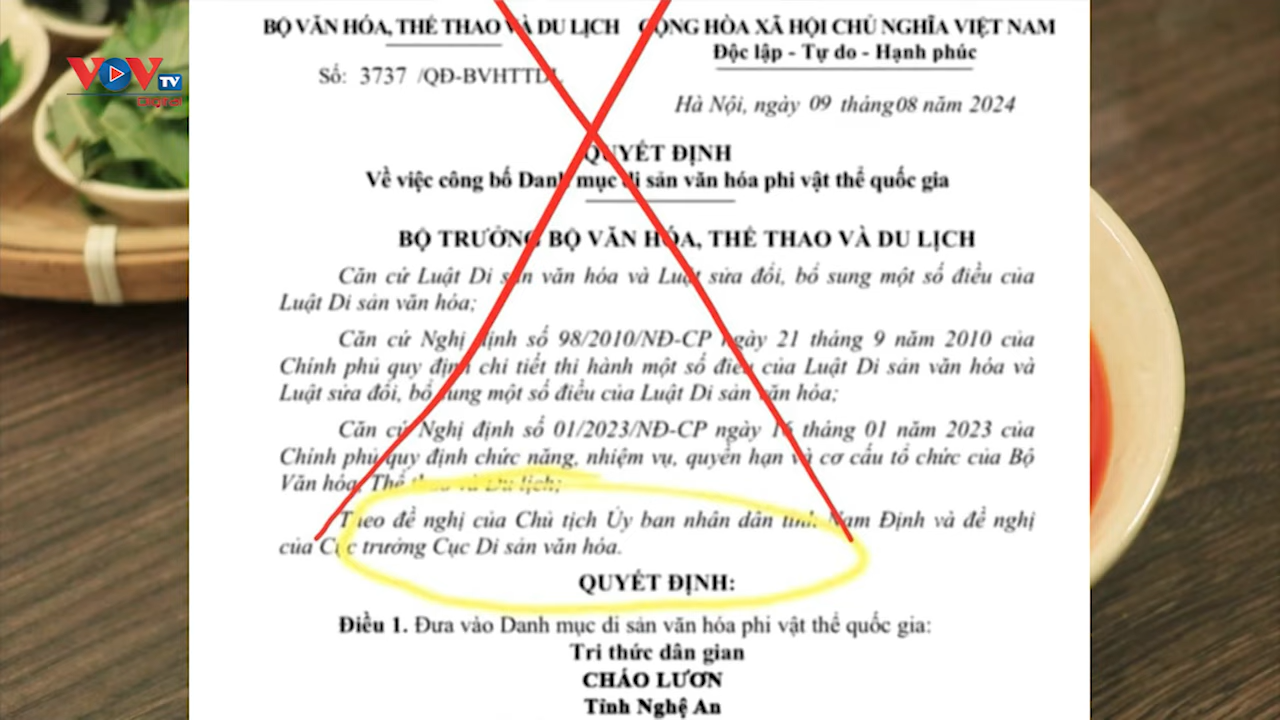 VOV TV
Digital
BỘ VĂN HÓA, THỂ THAO VÀ DU LỊCH
CỘNG HÒA XÃ HỘI CHỦ NGHĨA VIỆT NAM
Độc lập - Tự do - Hạnh phúc
Số: 3737 /QĐ-BVHTTDL
Hà Nội, ngày 09 tháng 08 năm 2024
QUYẾT ĐỊNH
Về việc công bố Danh mục di sản văn hóa phi vật thể quốc gia
BỘ TRƯỞNG BỘ VĂN HÓA, THỂ THAO VÀ DU LỊCH
Căn cứ Luật Di sản văn hóa và Luật sửa đổi, bổ sung một số điều của
Luật Di sản văn hóa;
Căn cứ Nghị định số 98/2010/NĐ-CP ngày 21 tháng 9 năm 2010 của
Chính phủ quy định chi tiết thi hành một số điều của Luật Di sản văn hóa và
Luật sửa đổi, bổ sung một số điều của Luật Di sản văn hóa;
Căn cứ Nghị định số 01/2023/NĐ-CP ngày 16 tháng 01 năm 2023 của
Chính phủ quy định chức năng, nhiệm vụ, quyền hạn và cơ cấu tổ chức của Bộ
Văn hóa, Thể thao và Du lịch;
Theo đề nghị của Chủ tịch Ủy ban nhân dân tỉnh Nam Định và đề nghị
của Cục trưởng Cục Di sản văn hóa.
QUYẾT ĐỊNH:
Điều 1. Đưa vào Danh mục di sản văn hóa phi vật thể quốc gia:
Tri thức dân gian
CHÁO LƯƠN
Tỉnh Nghệ An